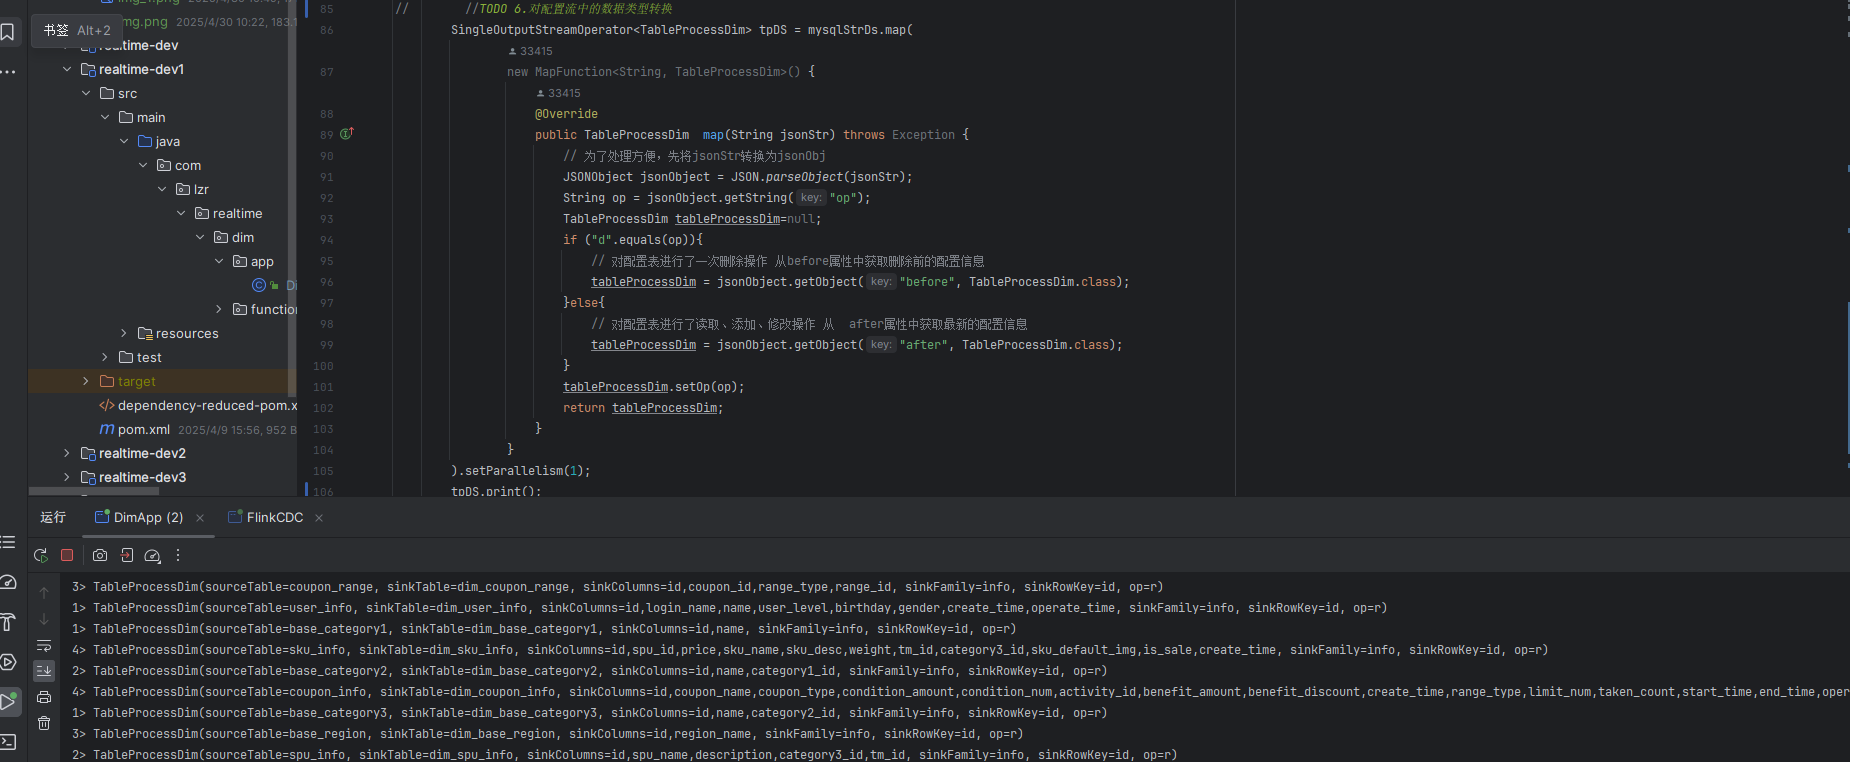 img_1.png 2025/4/30 10:40, 17
img.png 2025/4/30 10:22, 183.1
书签 Alt+2
realtime-dev
realtime-dev1
src
main
java
com
lzr
realtime
dim
app
Di
function
resources
test
target
dependency-reduced-pom.x
pom.xml 2025/4/9 15:56, 952 B
realtime-dev2
realtime-dev3
85 // //TODO 6.对配置流中的数据类型转换
86 SingleOutputStreamOperator<TableProcessDim> tpDS = mysqlStrDs.map(
33415
87 new MapFunction<String, TableProcessDim>() {
33415
88 @Override
89 public TableProcessDim  map(String jsonStr) throws Exception {
90 // 为了处理方便，先将jsonStr转换为jsonObj
91 JSONObject jsonObject = JSON.parseObject(jsonStr);
92 String op = jsonObject.getString( key: "op");
93 TableProcessDim tableProcessDim=null;
94 if ("d".equals(op)){
95 // 对配置表进行了一次删除操作 从before属性中获取删除前的配置信息
96 tableProcessDim = jsonObject.getObject( key: "before", TableProcessDim.class);
97 }else{
98 // 对配置表进行了读取、添加、修改操作 从  after属性中获取最新的配置信息
99 tableProcessDim = jsonObject.getObject( key: "after", TableProcessDim.class);
100 }
101 tableProcessDim.setOp(op);
102 return tableProcessDim;
103 }
104 }
105 ).setParallelism(1);
106 tpDS.print();
运行 DimApp (2) FlinkCDC
3> TableProcessDim(sourceTable=coupon_range, sinkTable=dim_coupon_range, sinkColumns=id,coupon_id,range_type,range_id, sinkFamily=info, sinkRowKey=id, op=r)
1> TableProcessDim(sourceTable=user_info, sinkTable=dim_user_info, sinkColumns=id,login_name,name,user_level,birthday,gender,create_time,operate_time, sinkFamily=info, sinkRowKey=id, op=r)
1> TableProcessDim(sourceTable=base_category1, sinkTable=dim_base_category1, sinkColumns=id,name, sinkFamily=info, sinkRowKey=id, op=r)
4> TableProcessDim(sourceTable=sku_info, sinkTable=dim_sku_info, sinkColumns=id,spu_id,price,sku_name,sku_desc,weight,tm_id,category3_id,sku_default_img,is_sale,create_time, sinkFamily=info, sinkRowKey=id, op=r)
2> TableProcessDim(sourceTable=base_category2, sinkTable=dim_base_category2, sinkColumns=id,name,category1_id, sinkFamily=info, sinkRowKey=id, op=r)
4> TableProcessDim(sourceTable=coupon_info, sinkTable=dim_coupon_info, sinkColumns=id,coupon_name,coupon_type,condition_amount,condition_num,activity_id,benefit_amount,benefit_discount,create_time,range_type,limit_num,taken_count,start_time,end_time,oper
1> TableProcessDim(sourceTable=base_category3, sinkTable=dim_base_category3, sinkColumns=id,name,category2_id, sinkFamily=info, sinkRowKey=id, op=r)
3> TableProcessDim(sourceTable=base_region, sinkTable=dim_base_region, sinkColumns=id,region_name, sinkFamily=info, sinkRowKey=id, op=r)
2> TableProcessDim(sourceTable=spu_info, sinkTable=dim_spu_info, sinkColumns=id,spu_name,description,category3_id,tm_id, sinkFamily=info, sinkRowKey=id, op=r)